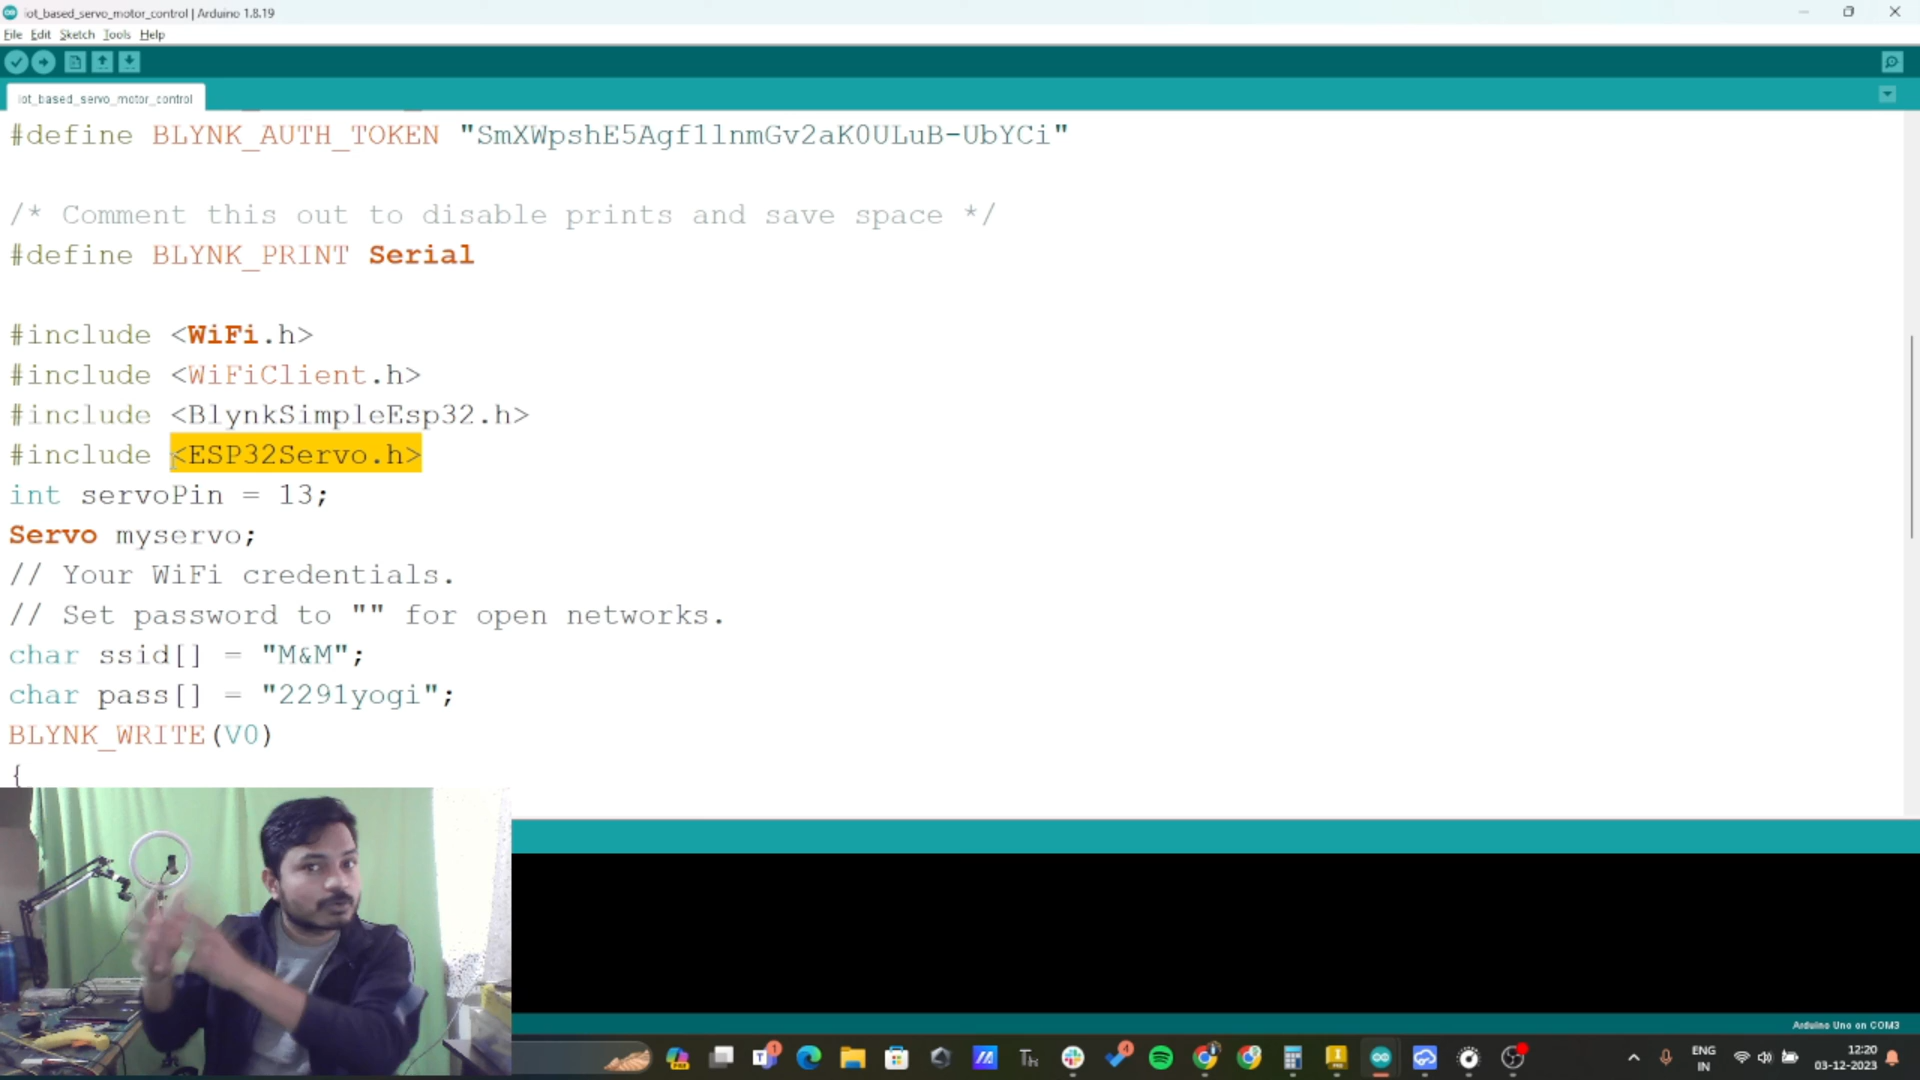 iot_based_servo_motor_control | Arduino 1.8.19
File Edit Sketch Tools Help
iot_based_servo_motor_control
#define BLYNK_AUTH_TOKEN "SmXWpshE5Agf1lnmGv2aK0ULuB-UbYCi"
/* Comment this out to disable prints and save space */
#define BLYNK_PRINT Serial
#include <WiFi.h>
#include <WiFiClient.h>
#include <BlynkSimpleEsp32.h>
#include <ESP32Servo.h>
int servoPin = 13;
Servo myservo;
// Your WiFi credentials.
// Set password to "" for open networks.
char ssid[] = "M&M";
char pass[] = "2291yogi";
BLYNK_WRITE(V0)
{
Arduino Uno on COM3
ENG
IN
12:20
03-12-2023